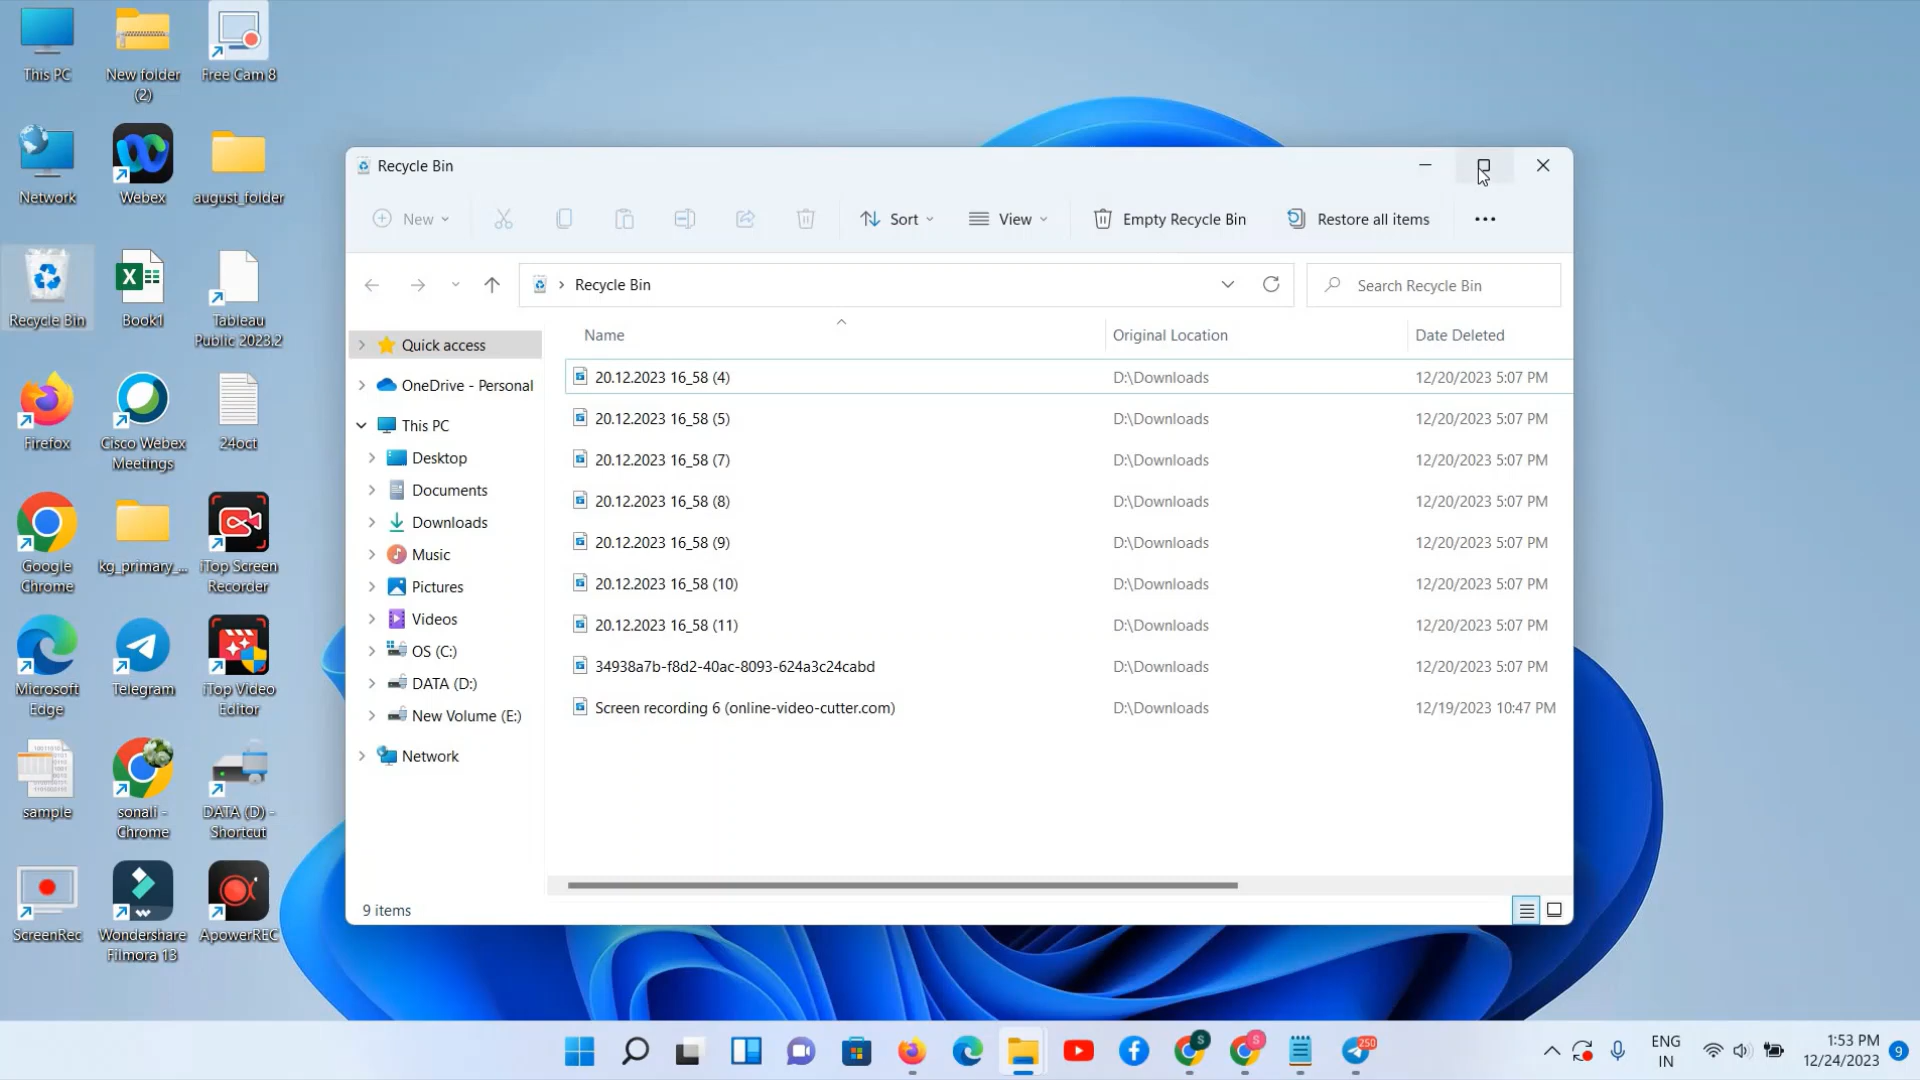 This PC
New folder
(2)
Free Cam 8
Network
Webex
august_folder
Recycle Bin
Book1
Tableau
Public 2023.2
Firefox
Cisco Webex
Meetings
24oct
Google
Chrome
kg_primary_...
iTop Screen
Recorder
Microsoft
Edge
Telegram
iTop Video
Editor
sample
sonali -
Chrome
DATA (D) -
Shortcut
ScreenRec
Wondershare
Filmora 13
ApowerREC
Recycle Bin
New
Sort
View
Empty Recycle Bin
Restore all items
Recycle Bin
Search Recycle Bin
Quick access
OneDrive - Personal
This PC
Desktop
Documents
Downloads
Music
Pictures
Videos
OS (C:)
DATA (D:)
New Volume (E:)
Network
Name Original Location Date Deleted
20.12.2023 16_58 (4) D:\Downloads 12/20/2023 5:07 PM
20.12.2023 16_58 (5) D:\Downloads 12/20/2023 5:07 PM
20.12.2023 16_58 (7) D:\Downloads 12/20/2023 5:07 PM
20.12.2023 16_58 (8) D:\Downloads 12/20/2023 5:07 PM
20.12.2023 16_58 (9) D:\Downloads 12/20/2023 5:07 PM
20.12.2023 16_58 (10) D:\Downloads 12/20/2023 5:07 PM
20.12.2023 16_58 (11) D:\Downloads 12/20/2023 5:07 PM
34938a7b-f8d2-40ac-8093-624a3c24cabd D:\Downloads 12/20/2023 5:07 PM
Screen recording 6 (online-video-cutter.com) D:\Downloads 12/19/2023 10:47 PM
9 items
S
S
250
ENG
IN
1:53 PM
12/24/2023
9